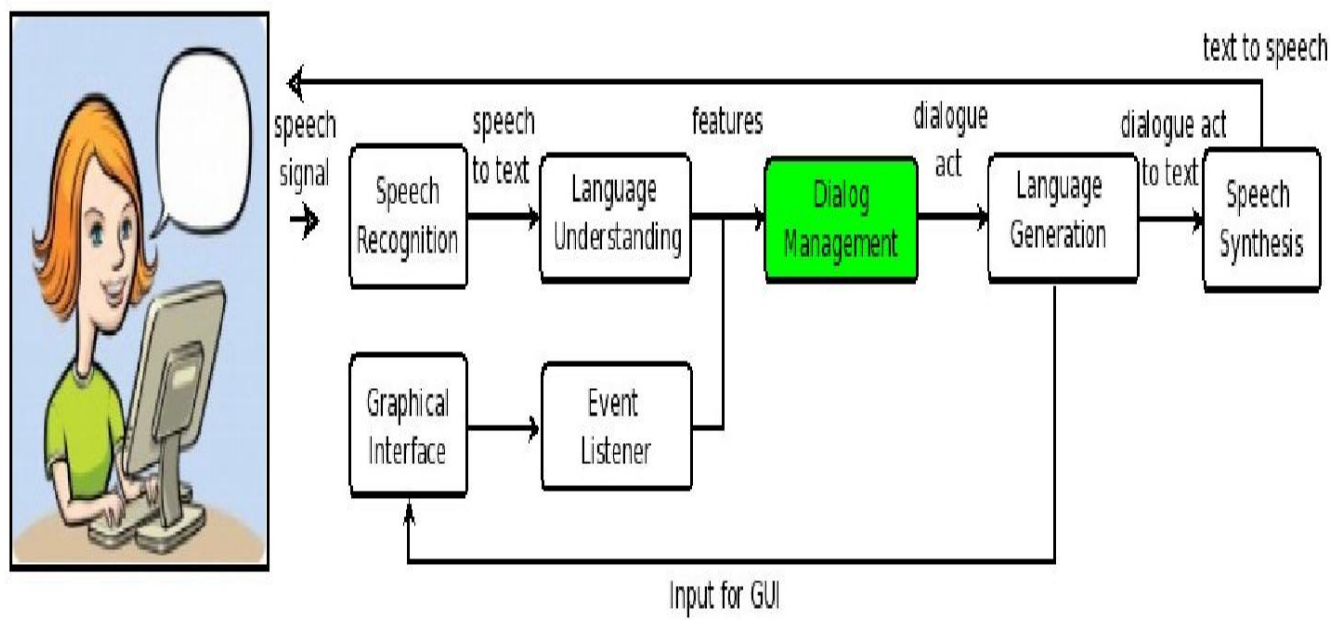 text to speech
speech
signal
speech
to text
features
dialogue
act
dialogue act
to text
Speech
Recognition
Language
Understanding
Dialog
Management
Language
Generation
Speech
Synthesis
Graphical
Interface
Event
Listener
Input for GUI